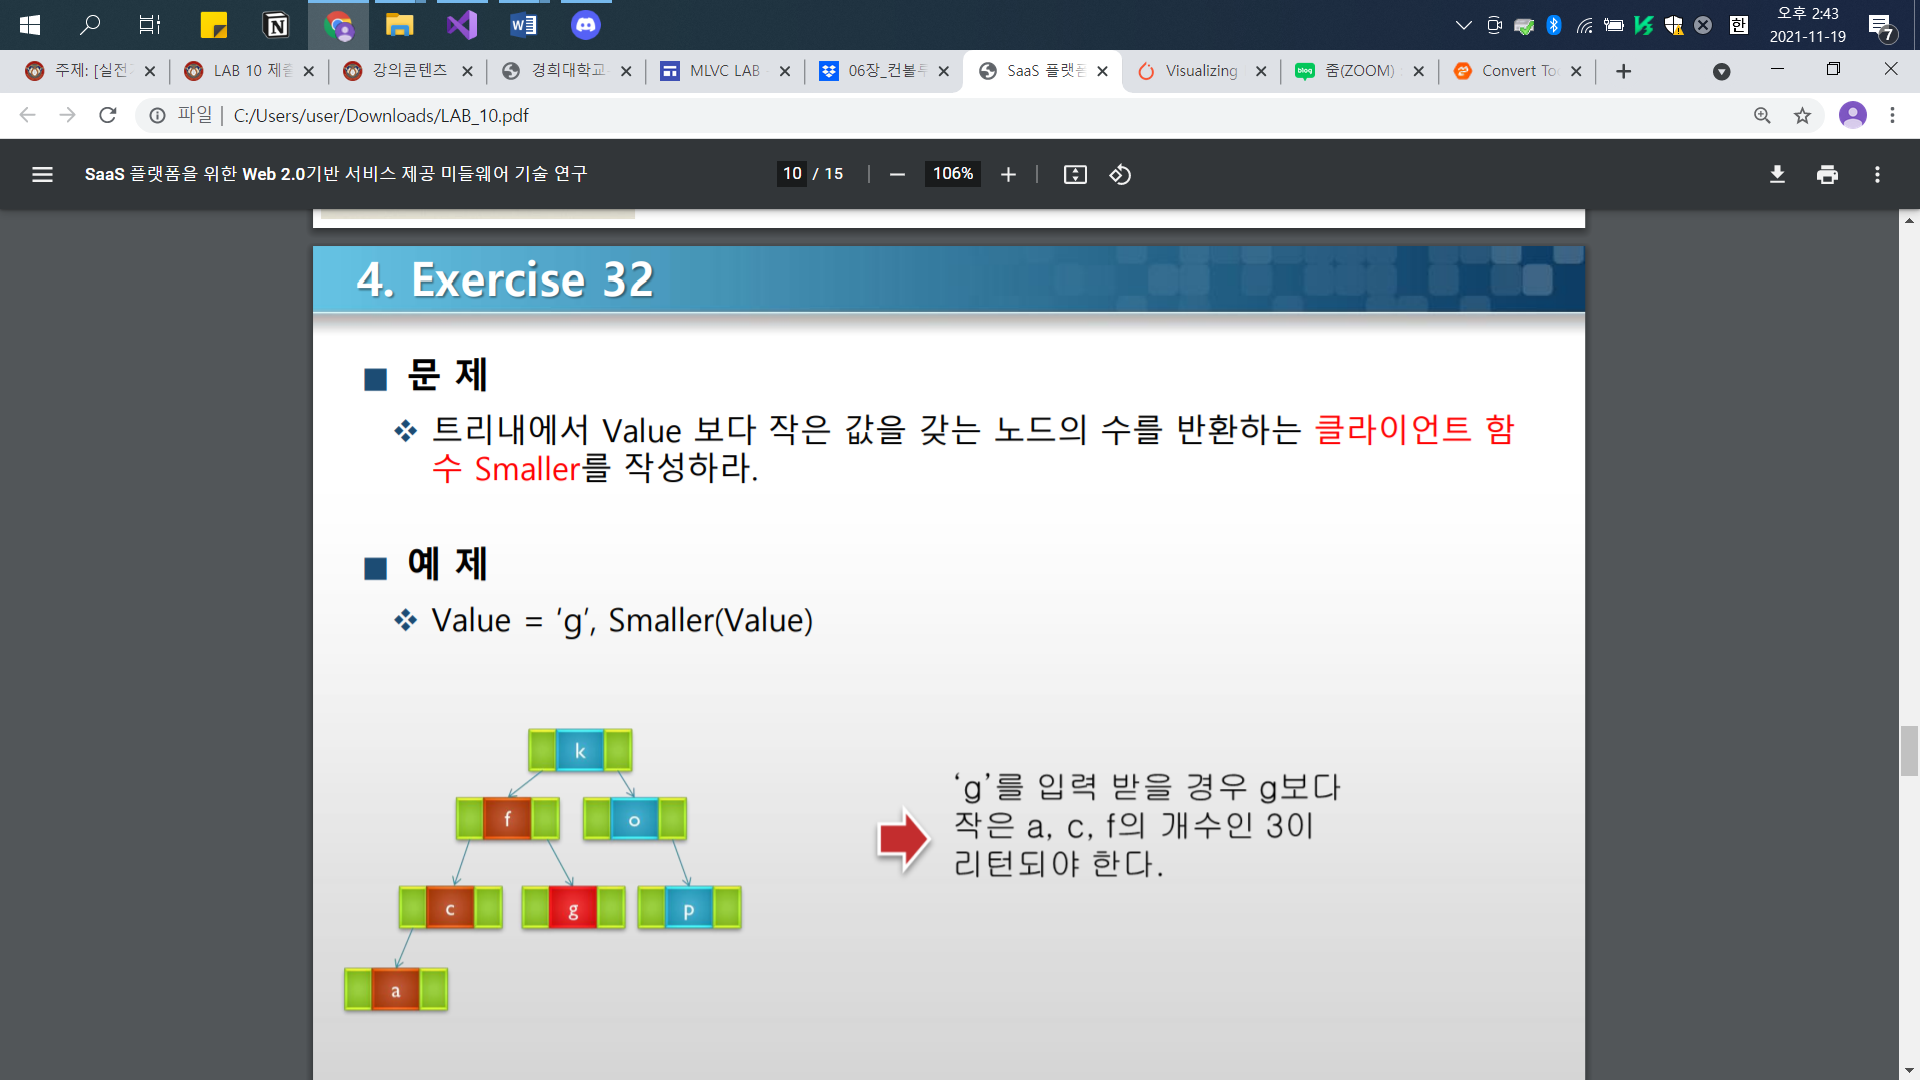 오후 2:43
2021-11-19
7
한
주제: [실전
LAB 10 제출
강의콘텐츠
경희대학교
MLVC LAB
06장_컨볼루
SaaS 플랫폼
Visualizing
줌(ZOOM)
Convert To
파일 | C:/Users/user/Downloads/LAB_10.pdf
SaaS 플랫폼을 위한 Web 2.0기반 서비스 제공 미들웨어 기술 연구
10 / 15
106%
4. Exercise 32
문 제
트리내에서 Value 보다 작은 값을 갖는 노드의 수를 반환하는 클라이언트 함
수 Smaller를 작성하라.
예 제
Value = ‘g’, Smaller(Value)
k
f
o
c
g
p
a
‘g’를 입력 받을 경우 g보다
작은 a, c, f의 개수인 3이
리턴되야 한다.